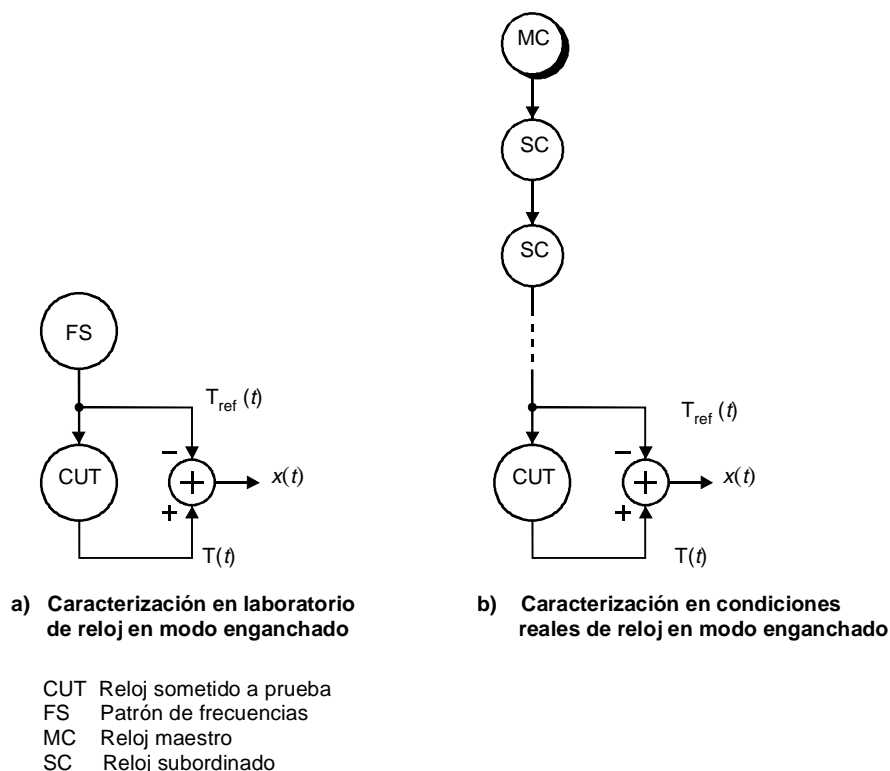 MC
SC
SC
FS
T_ref (t)
CUT
−
+
+
x(t)
T(t)
T_ref (t)
CUT
−
+
+
x(t)
T(t)
a) Caracterización en laboratorio
de reloj en modo enganchado
b) Caracterización en condiciones
reales de reloj en modo enganchado
CUT Reloj sometido a prueba
FS Patrón de frecuencias
MC Reloj maestro
SC Reloj subordinado